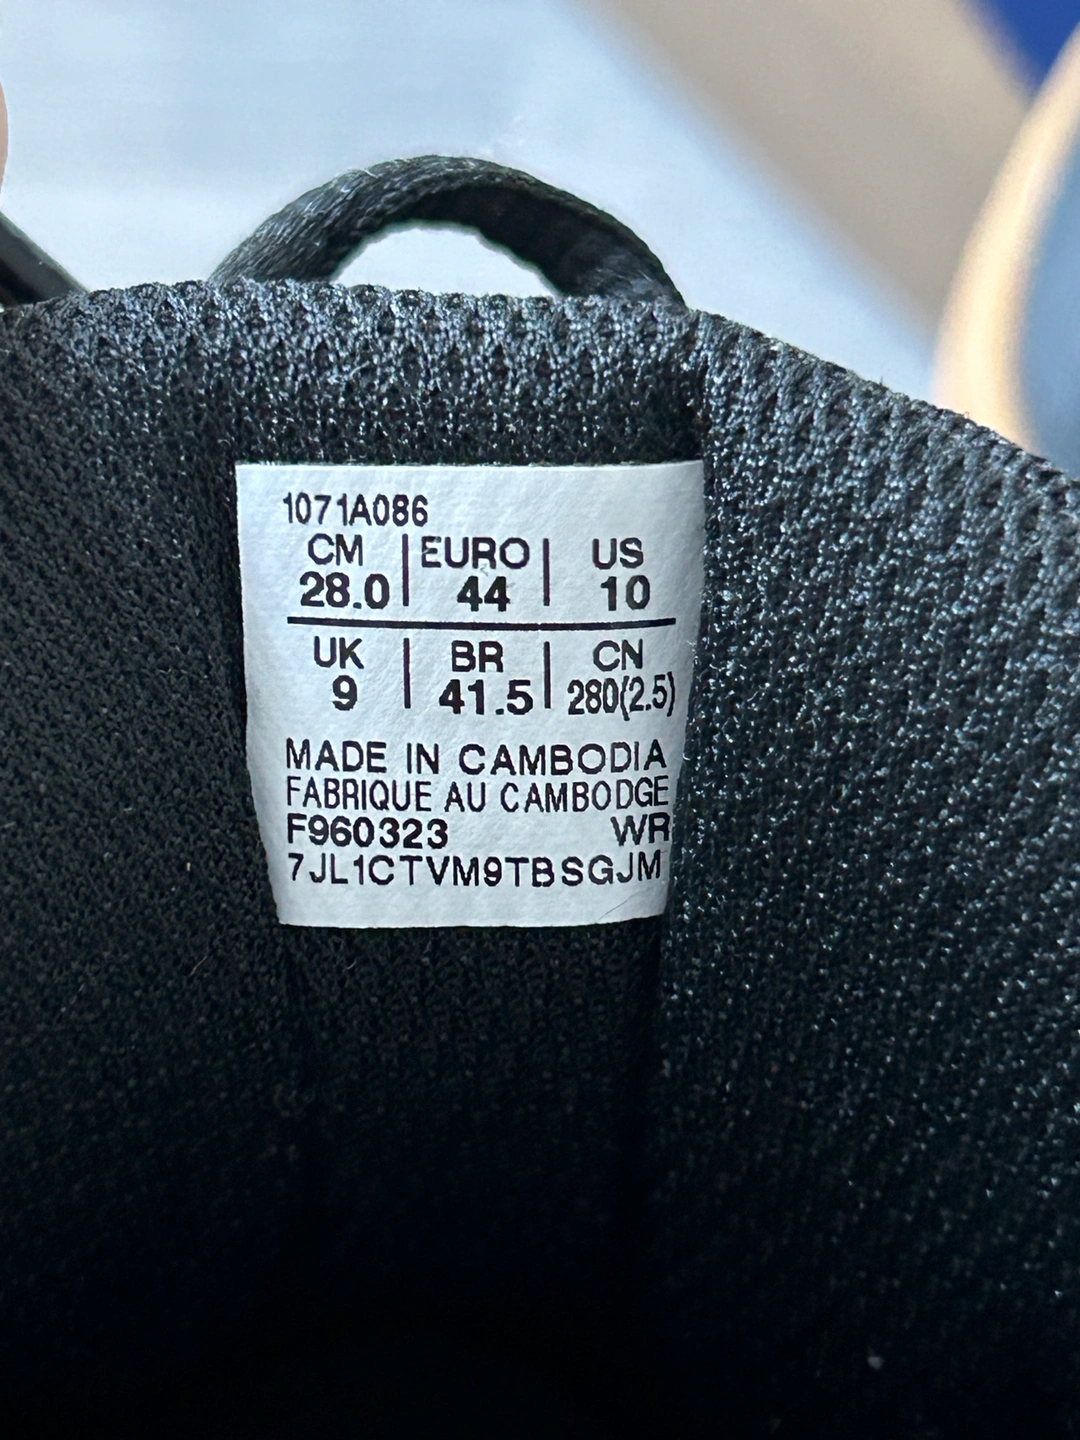 1071A086
CM | EURO | US
28.0 | 44 | 10
UK | BR | CN
9 | 41.5 | 280(2.5)
MADE IN CAMBODIA
FABRIQUE AU CAMBODGE
F960323 WR
7JL1CTVM9TBSGJM